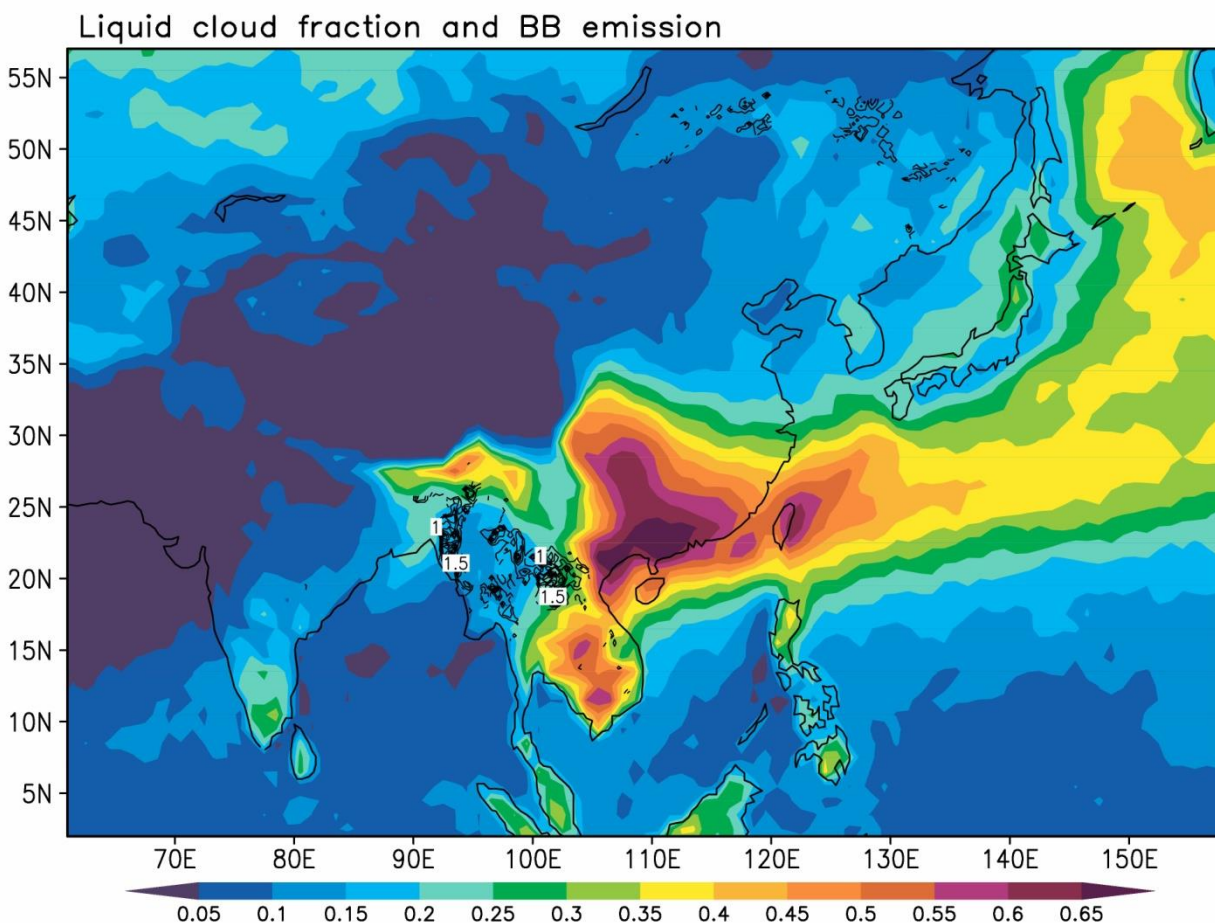 Liquid cloud fraction and BB emission
55N
50N
45N
40N
35N
30N
25N
20N
15N
10N
5N
1
1.5
1
1.5
70E 80E 90E 100E 110E 120E 130E 140E 150E
0.05 0.1 0.15 0.2 0.25 0.3 0.35 0.4 0.45 0.5 0.55 0.6 0.65